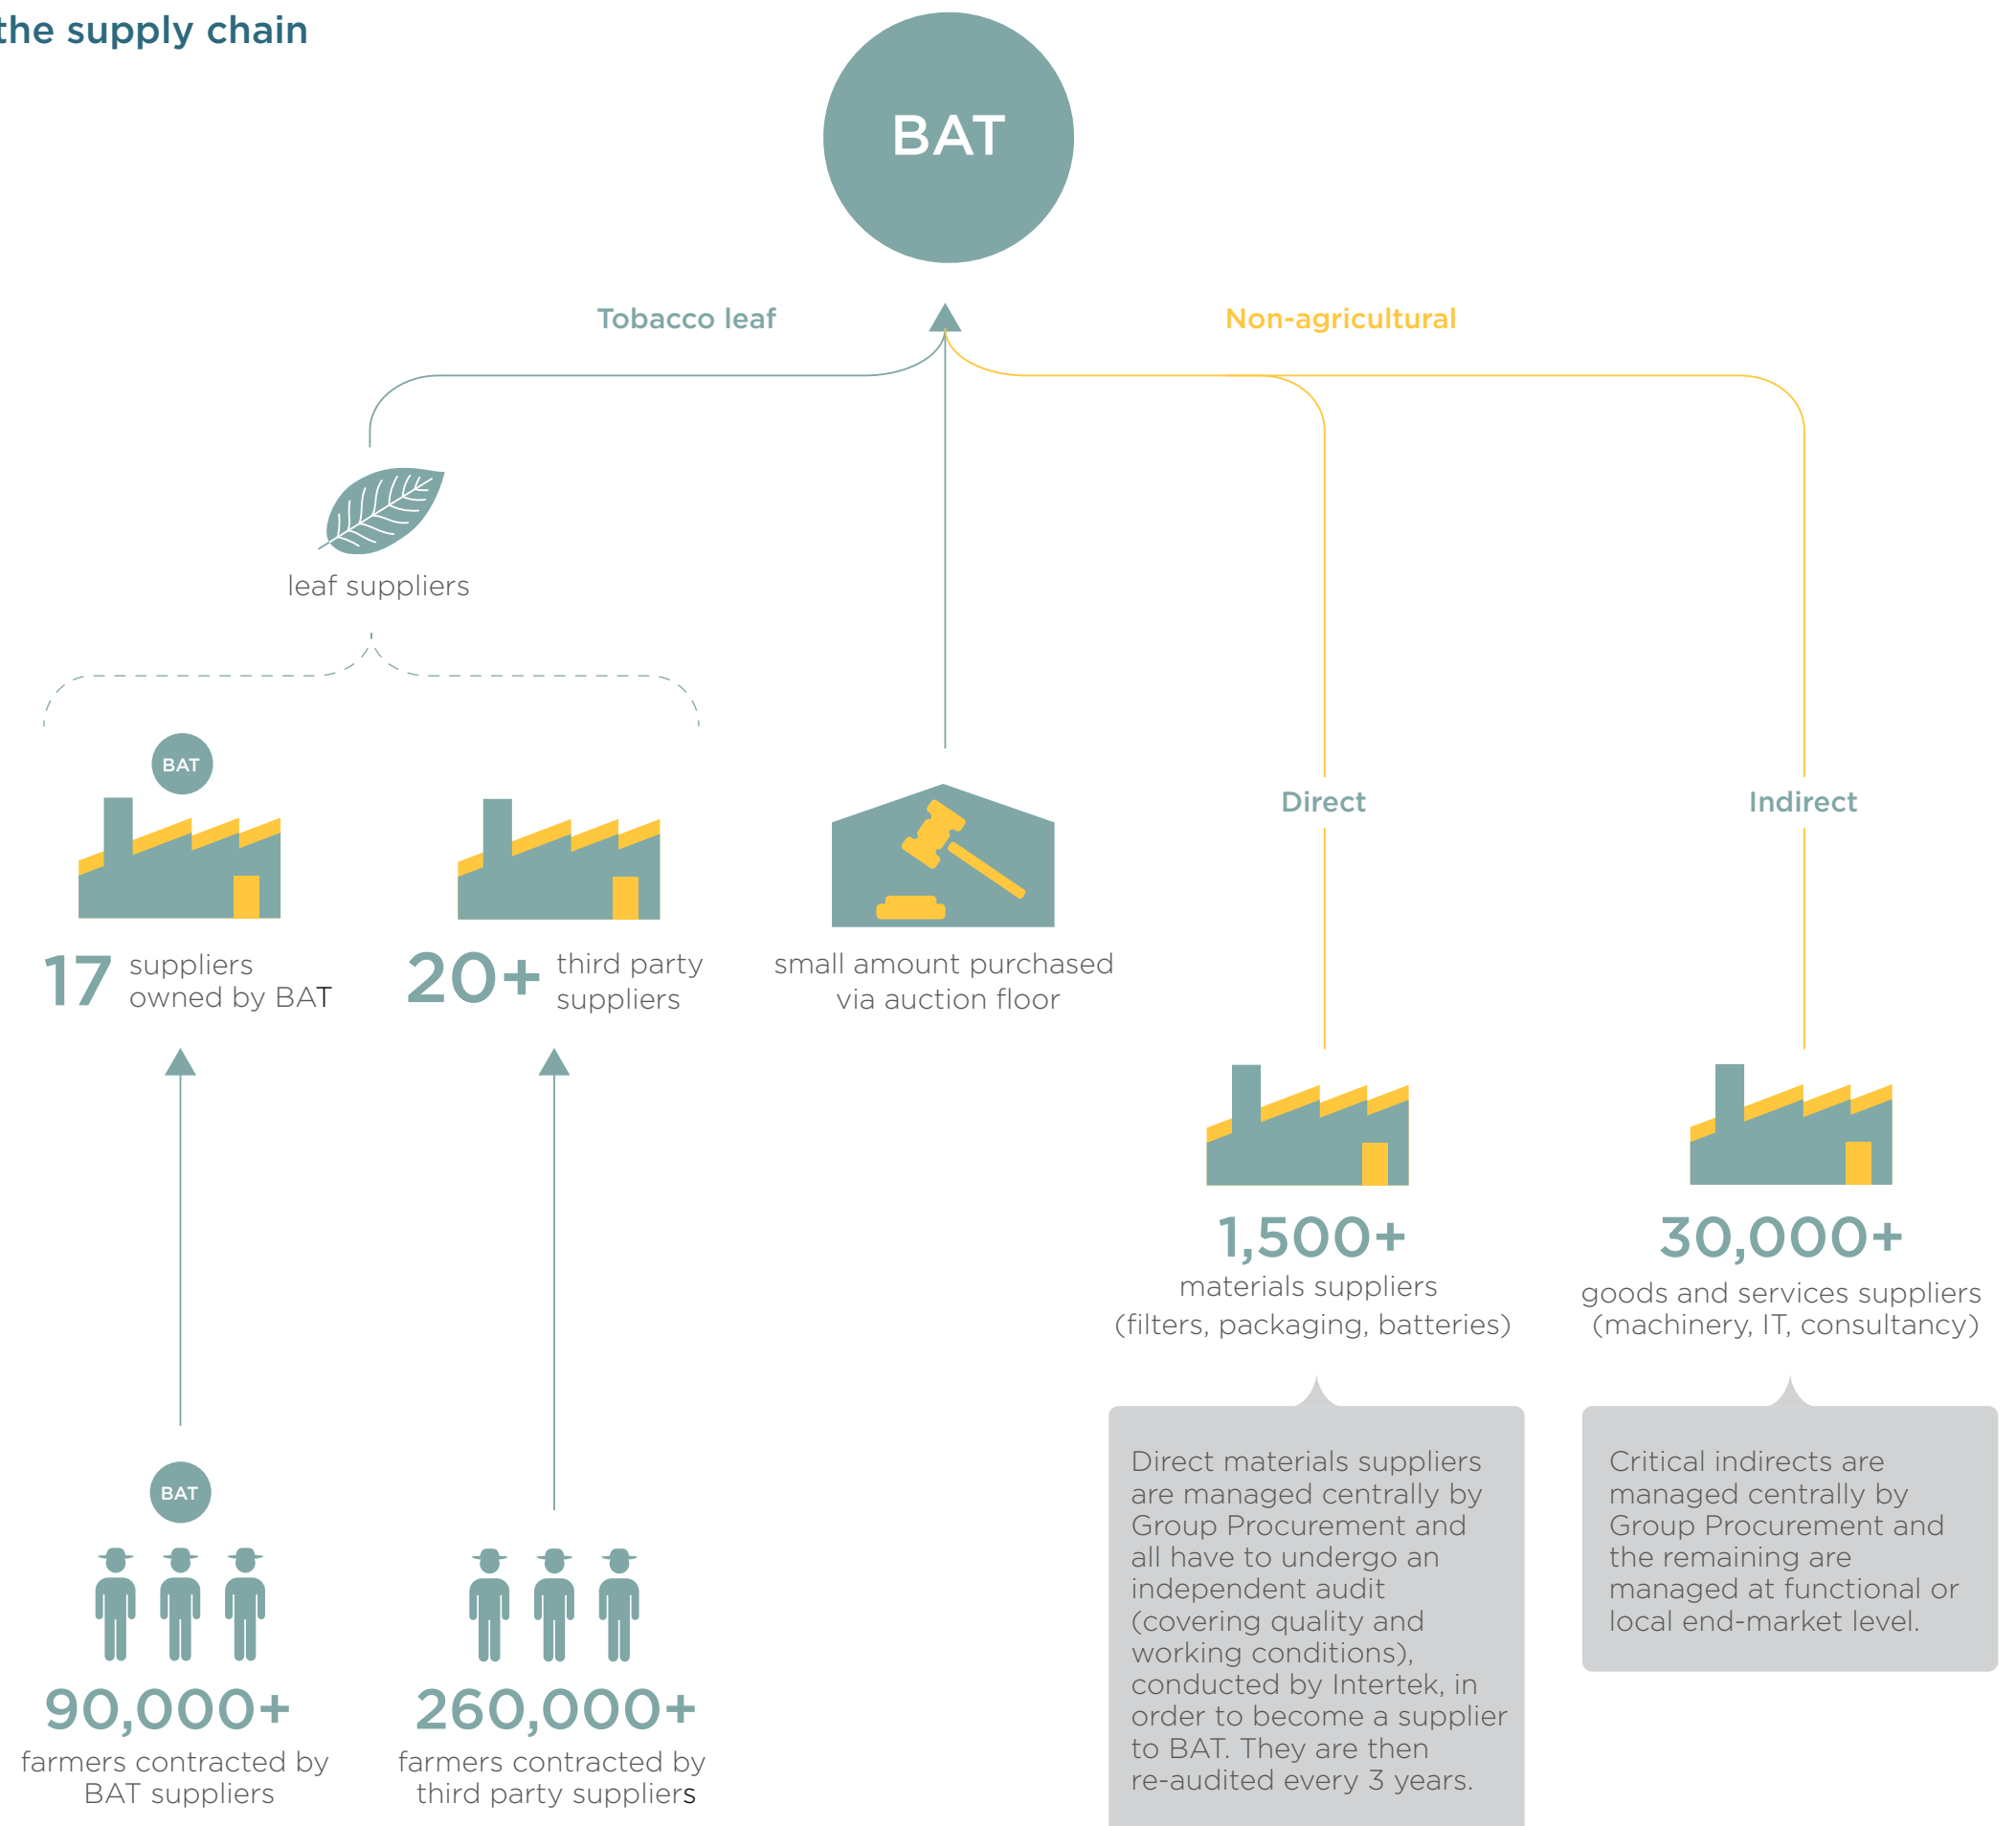 the supply chain
BAT
Tobacco leaf
Non-agricultural
leaf suppliers
BAT
17
suppliers
owned by BAT
20+
third party
suppliers
small amount purchased
via auction floor
Direct
Indirect
1,500+
materials suppliers
(filters, packaging, batteries)
30,000+
goods and services suppliers
(machinery, IT, consultancy)
BAT
90,000+
farmers contracted by
BAT suppliers
260,000+
farmers contracted by
third party suppliers
Direct materials suppliers
are managed centrally by
Group Procurement and
all have to undergo an
independent audit
(covering quality and
working conditions),
conducted by Intertek, in
order to become a supplier
to BAT. They are then
re-audited every 3 years.
Critical indirects are
managed centrally by
Group Procurement and
the remaining are
managed at functional or
local end-market level.